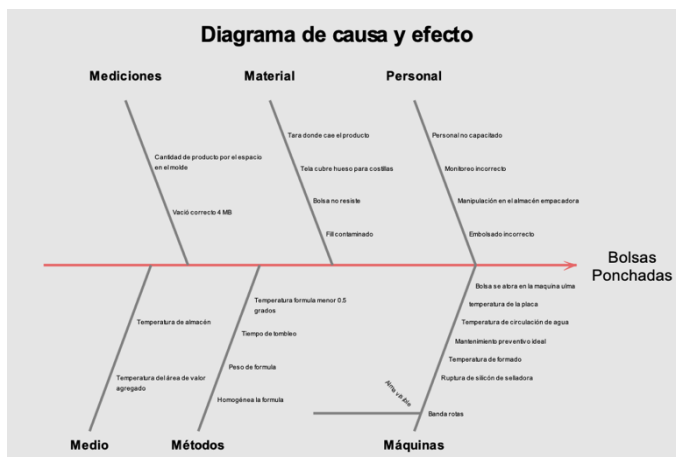 Diagrama de causa y efecto
Mediciones
Material
Personal
Cantidad de producto por el espacio
en el molde
Vació correcto 4 MB
Tara donde cae el producto
Tela cubre hueso para costillas
Bolsa no resiste
Fill contaminado
Personal no capacitado
Monitoreo incorrecto
Manipulación en el almacén empacadora
Embolsado incorrecto
Bolsas
Ponchadas
Temperatura de almacén
Temperatura del área de valor
agregado
Temperatura formula menor 0.5
grados
Tiempo de tombleo
Peso de formula
Homogénea la formula
Bolsa se atora en la maquina ulma
temperatura de la placa
Temperatura de circulación de agua
Mantenimiento preventivo ideal
Temperatura de formado
Ruptura de silicón de selladora
Alma visible
Banda rotas
Medio
Métodos
Máquinas